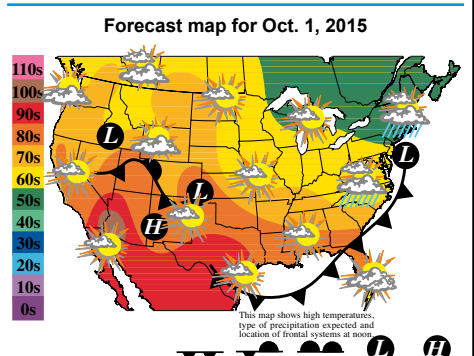 Forecast map for Oct. 1, 2015
110s
100s
90s
80s
70s
60s
50s
40s
30s
20s
10s
0s
L
L
L
H
This map shows high temperatures,
type of precipitation expected and
location of frontal systems at noon.
L
H